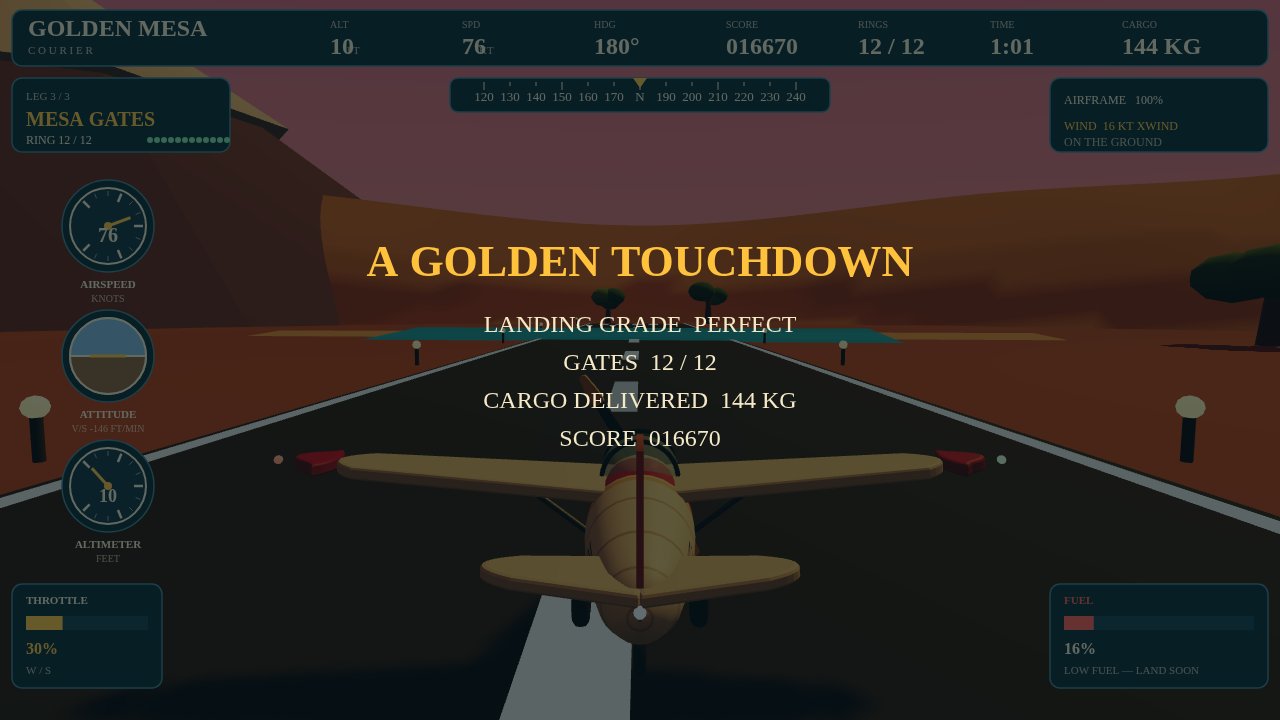 GOLDEN MESA
COURIER
ALT
10 FT
SPD
76 KT
HDG
180°
SCORE
016670
RINGS
12 / 12
TIME
1:01
CARGO
144 KG
LEG 3 / 3
MESA GATES
RING 12 / 12
120 130 140 150 160 170 N 190 200 210 220 230 240
AIRFRAME 100%
WIND 16 KT XWIND
ON THE GROUND
76
AIRSPEED
KNOTS
ATTITUDE
V/S -146 FT/MIN
10
ALTIMETER
FEET
A GOLDEN TOUCHDOWN
LANDING GRADE PERFECT
GATES 12 / 12
CARGO DELIVERED 144 KG
SCORE 016670
THROTTLE
30%
W / S
FUEL
16%
LOW FUEL — LAND SOON